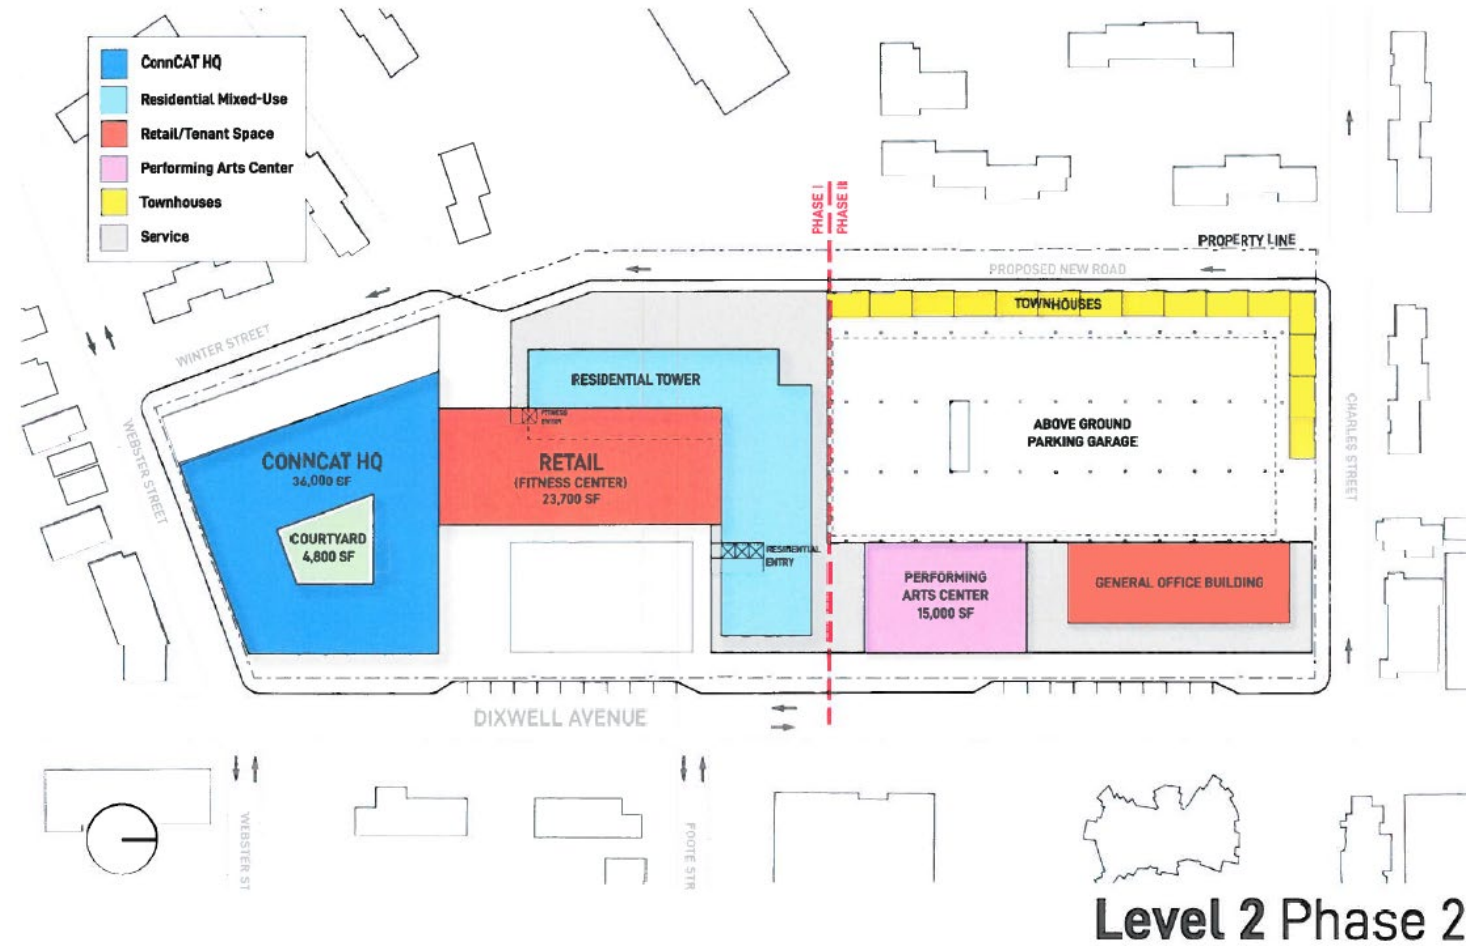 ConnCAT HQ
Residential Mixed-Use
Retail/Tenant Space
Performing Arts Center
Townhouses
Service
PHASE I
PHASE II
PROPERTY LINE
PROPOSED NEW ROAD
WINTER STREET
WEBSTER STREET
TOWNHOUSES
RESIDENTIAL TOWER
FITNESS
ABOVE GROUND
PARKING GARAGE
CHARLES STREET
CONNCAT HQ
36,000 SF
RETAIL
(FITNESS CENTER)
23,700 SF
COURTYARD
4,800 SF
RESIDENTIAL
ENTRY
PERFORMING
ARTS CENTER
15,000 SF
GENERAL OFFICE BUILDING
DIXWELL AVENUE
WEBSTER ST
FOOTE STR
Level 2 Phase 2